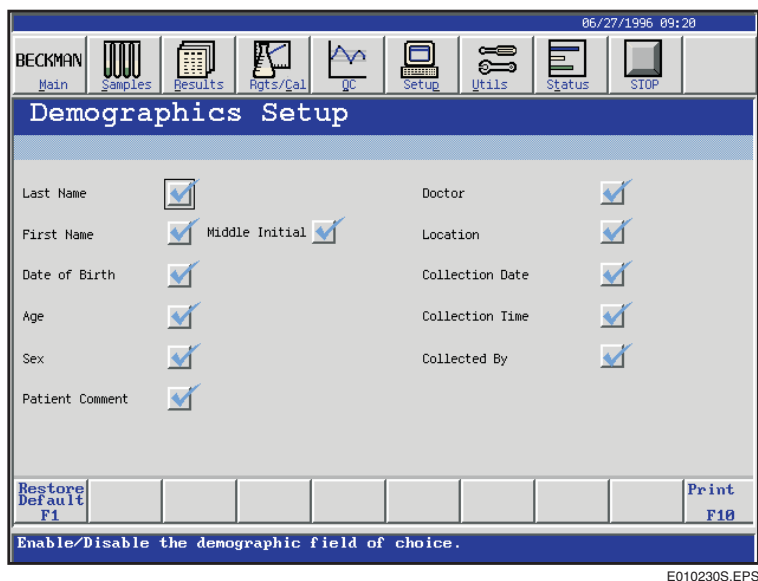 06/27/1996 09:20
BECKMAN
Main Samples Results Rgts/Cal QC Setup Utils Status STOP
Demographics Setup
Last Name Doctor
First Name Middle Initial Location
Date of Birth Collection Date
Age Collection Time
Sex Collected By
Patient Comment
Restore
Default
F1
Print
F10
Enable/Disable the demographic field of choice.
E010230S.EPS